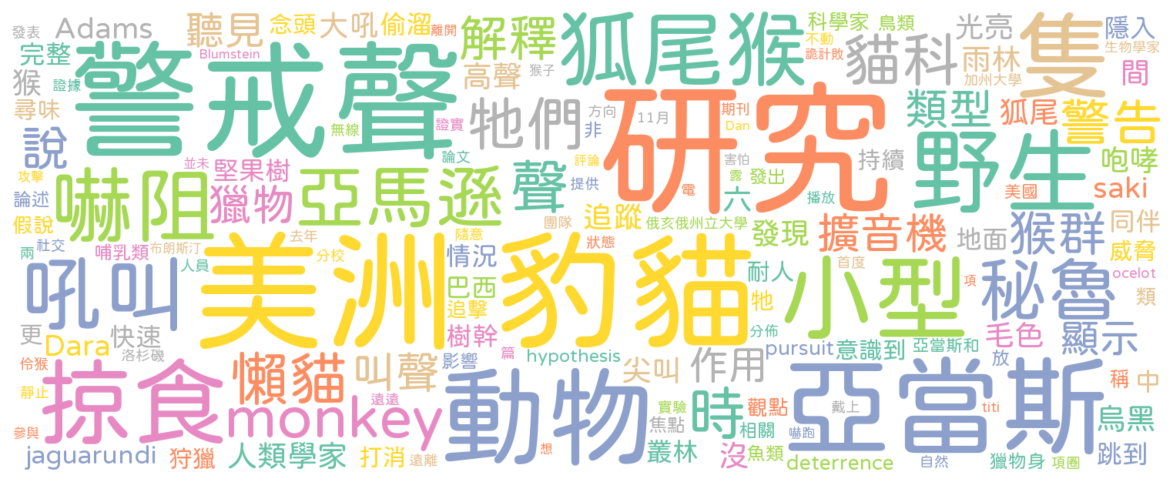 發表 Adams 聽見 念頭 大吼 偷溜 離開 解釋 狐尾猴 科學家 鳥類 光亮 隱入
完整 證據 Blumstein 警戒聲 高聲 猴子 不動 詭計敗 貓科 雨林 加州大學 隻 生物學家
猴 尋味 無線 證實 牠們 方向 非 11月 期刊 Dan 研究 類型 狐尾 間 警告
說 並未 堅果樹 論文 評論 害怕 露 持續 野生 咆哮
攻擊 嚇阻 獵物 亞馬遜 聲 提供 電 播放 六 發出 美國 saki
論述 假說 團隊 追蹤 俄亥俄州立大學 發現 擴音機 地面 猴群 同伴
兩 社交 哺乳類 布朗斯汀 去年 隨意 狀態 威脅
人員 分校 情況 首度 耐人 項 ocelot
吼叫 美洲豹貓 巴西 追擊 牠 小型 秘魯 類
更 快速 Dara 洛杉磯 樹幹 分佈 毛色 顯示
伶猴 懶貓 叫聲 影響 篇 hypothesis 尖叫 作用 pursuit 意識到 亞當斯和 放
靜止 掠食 monkey 遠遠 動物 實驗 時 觀點 戴上 亞當斯 titi 稱 中
參與 焦點 相關 嚇跑 烏黑
jaguarundi 狩獵 人類學家 打消 遠離 想 叢林 沒 魚類 deterrence 自然 獵物身 項圈 跳到